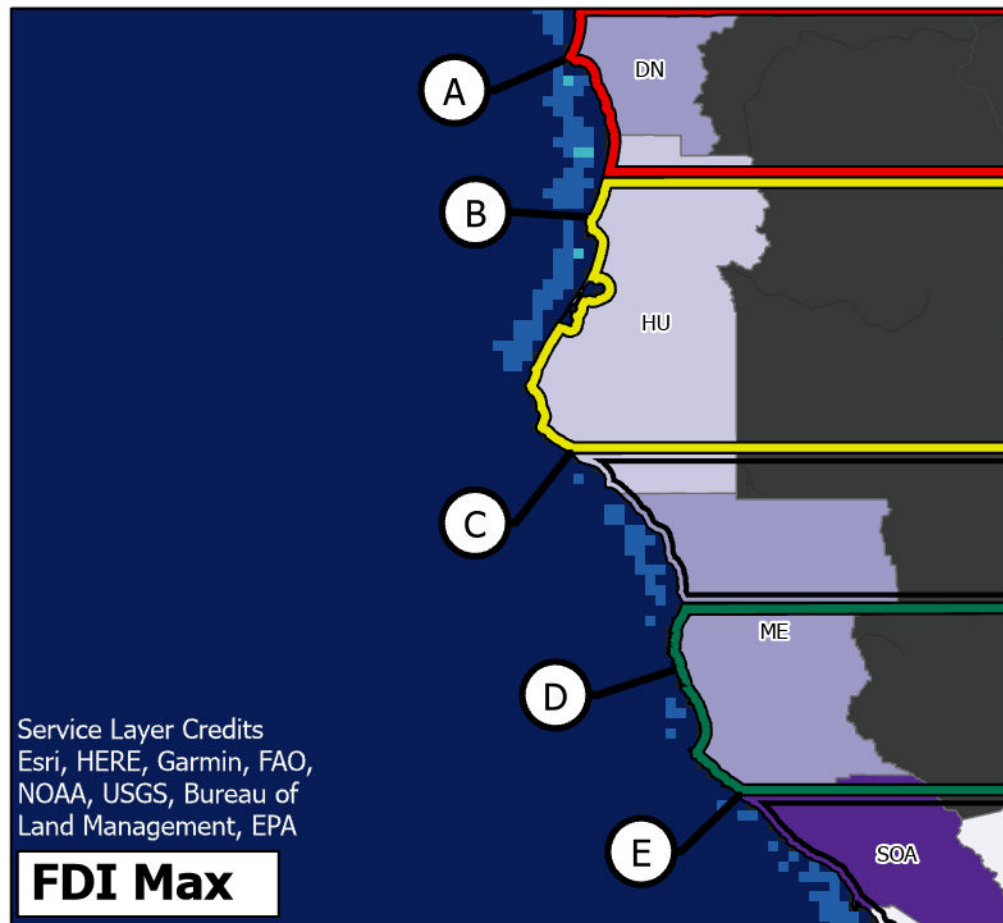 DN
A
B
HU
C
ME
D
Service Layer Credits
Esri, HERE, Garmin, FAO,
NOAA, USGS, Bureau of
Land Management, EPA
E
SOA
FDI Max